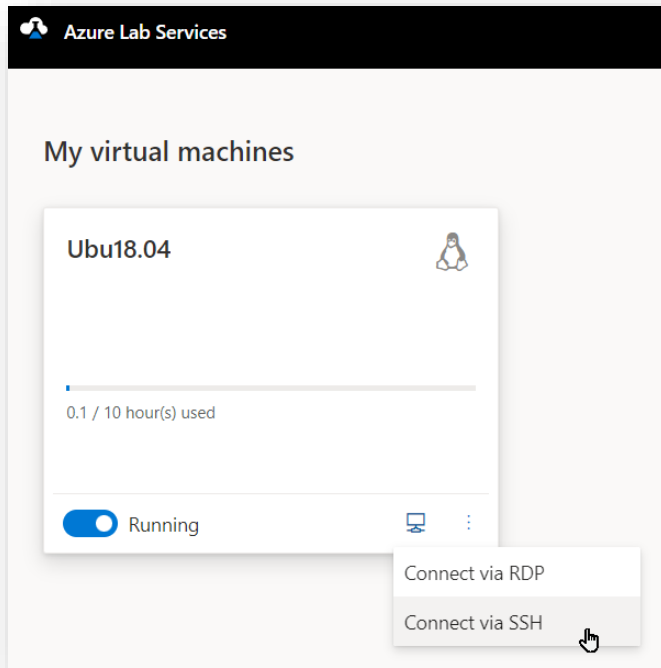 Azure Lab Services
My virtual machines
Ubu18.04
0.1 / 10 hour(s) used
Running
Connect via RDP
Connect via SSH